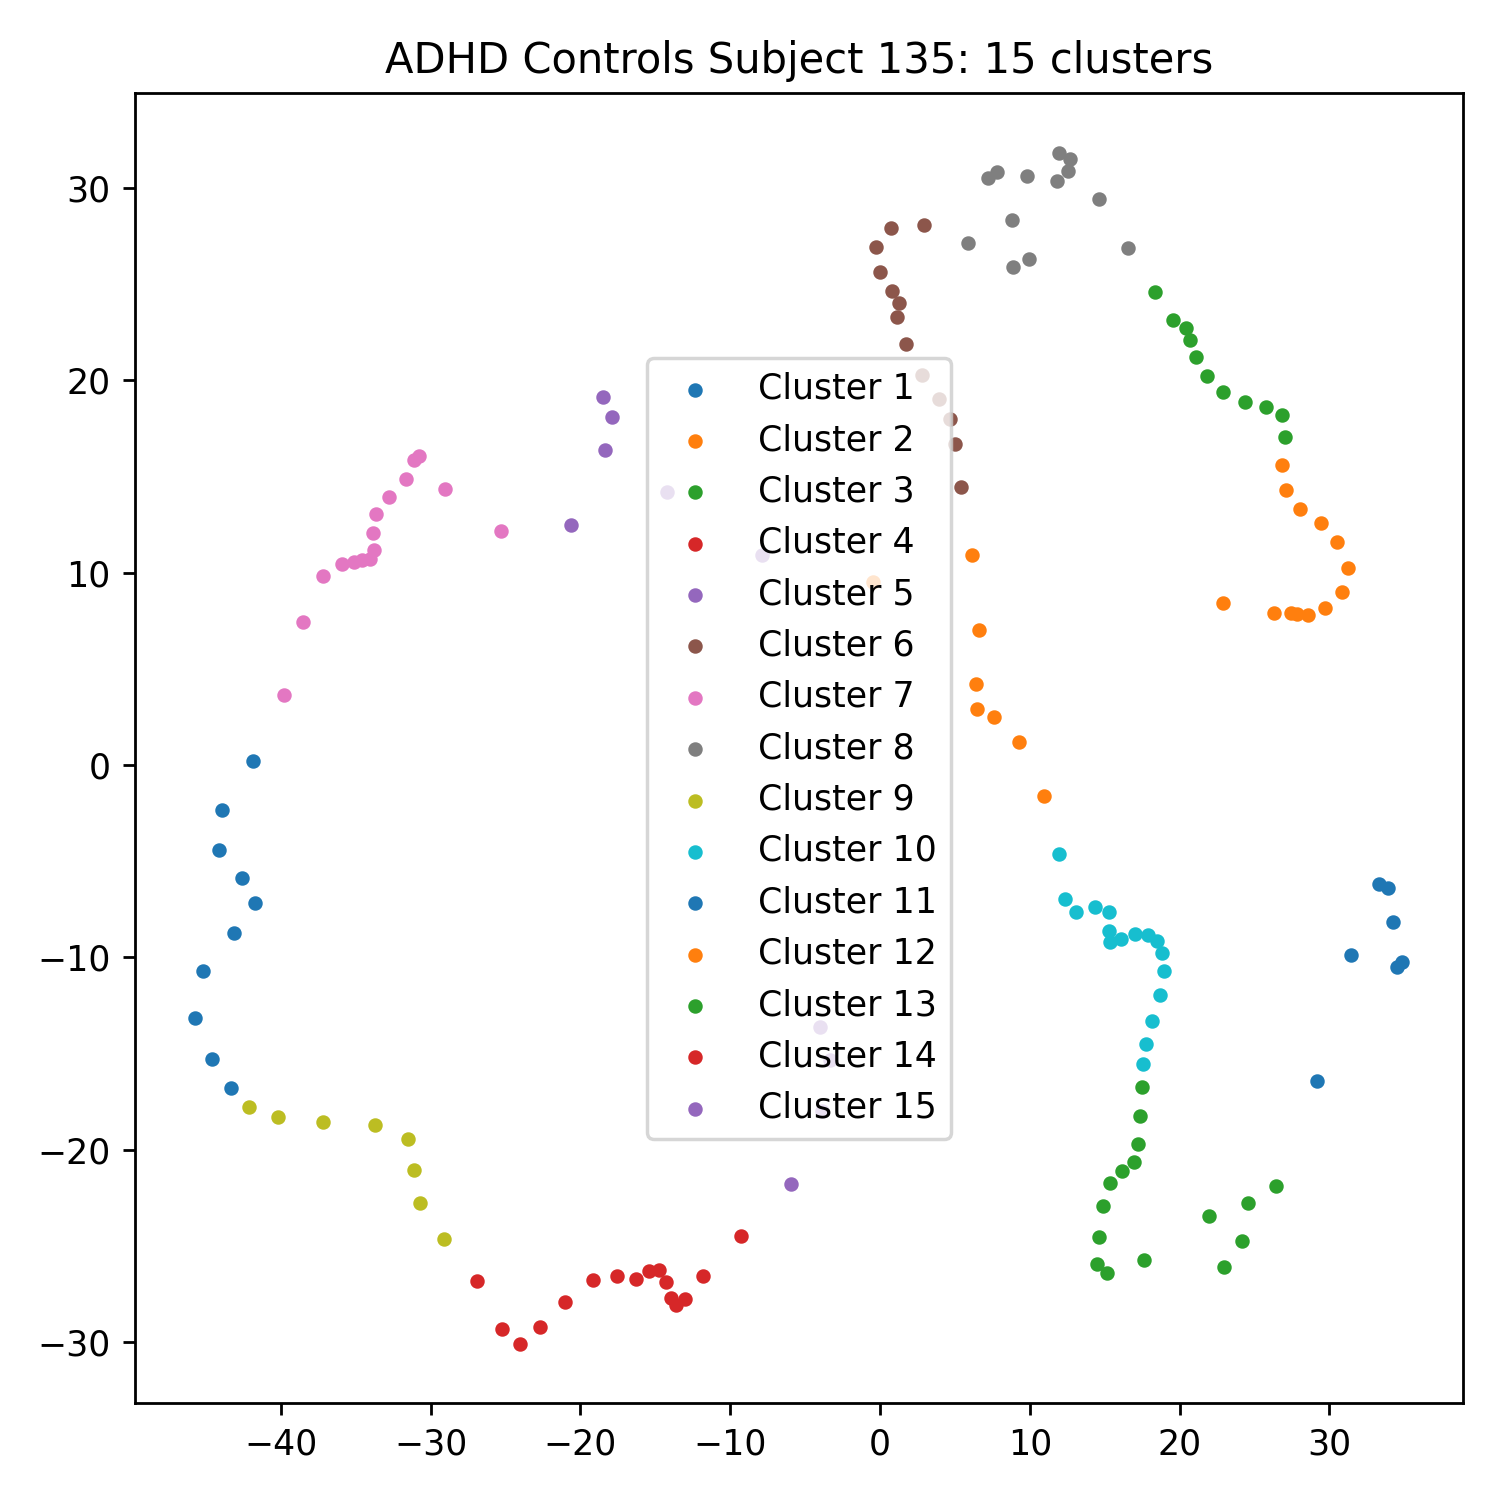 ADHD Controls Subject 135: 15 clusters
30
20
10
0
−10
−20
−30
Cluster 1
Cluster 2
Cluster 3
Cluster 4
Cluster 5
Cluster 6
Cluster 7
Cluster 8
Cluster 9
Cluster 10
Cluster 11
Cluster 12
Cluster 13
Cluster 14
Cluster 15
−40 −30 −20 −10 0 10 20 30